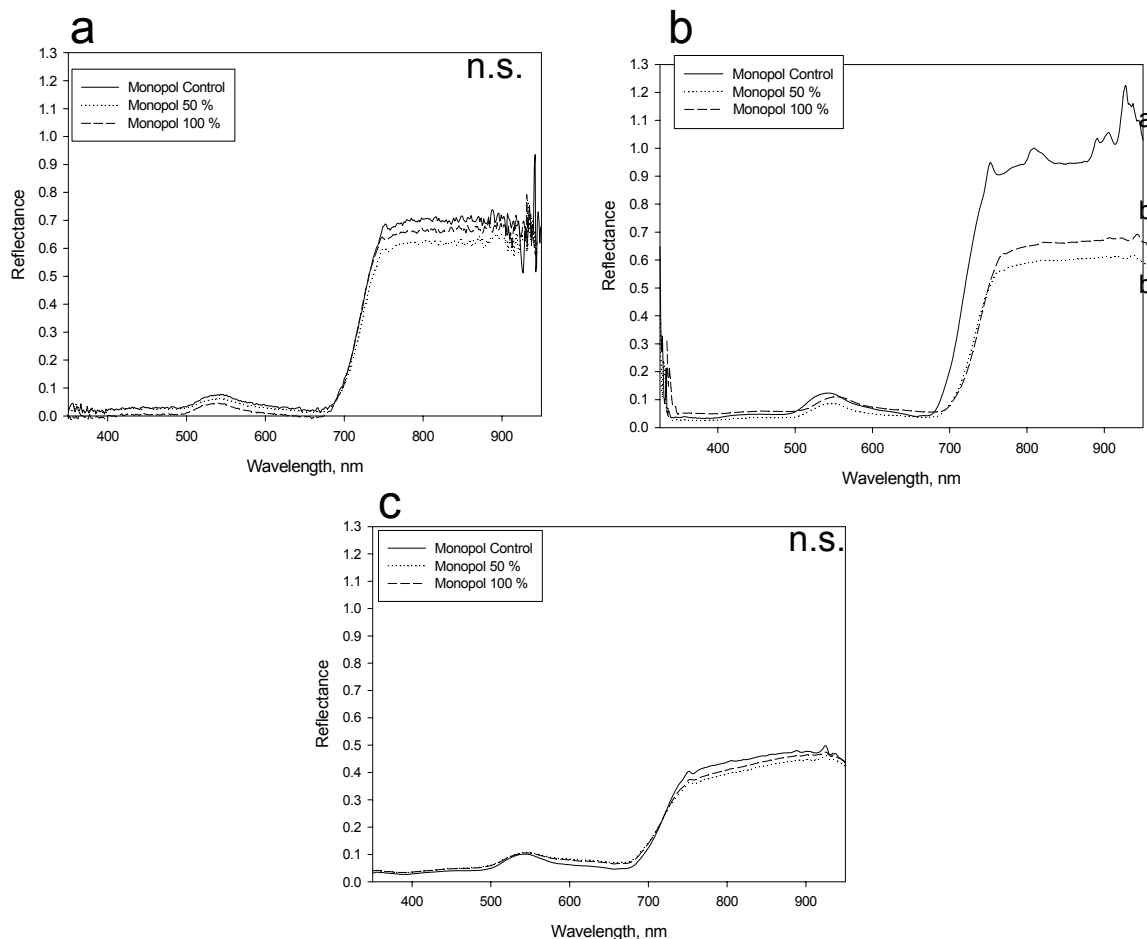 a
n.s.
1.3
1.2
1.1
1.0
0.9
0.8
0.7
0.6
0.5
0.4
0.3
0.2
0.1
0.0
Reflectance
Monopol Control
Monopol 50 %
Monopol 100 %
400 500 600 700 800 900
Wavelength, nm
b
1.3
1.2
1.1
1.0
0.9
0.8
0.7
0.6
0.5
0.4
0.3
0.2
0.1
0.0
Reflectance
Monopol Control
Monopol 50 %
Monopol 100 %
a
b
b
400 500 600 700 800 900
Wavelength, nm
c
n.s.
1.3
1.2
1.1
1.0
0.9
0.8
0.7
0.6
0.5
0.4
0.3
0.2
0.1
0.0
Reflectance
Monopol Control
Monopol 50 %
Monopol 100 %
400 500 600 700 800 900
Wavelength, nm